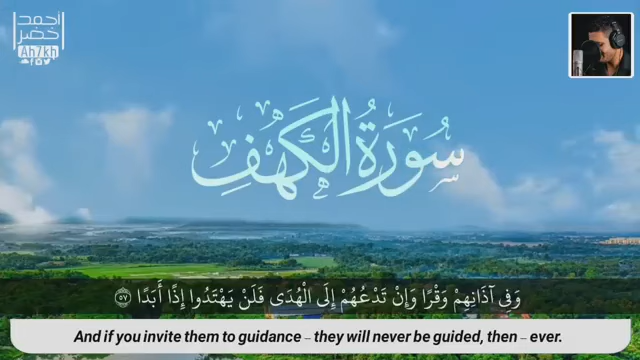 أحمد
خضر
Ah7kh
سُورَةُ الْكَهْفِ
وَفِي آذَانِهِمْ وَقْرًا وَإِنْ تَدْعُهُمْ إِلَى الْهُدَى فَلَنْ يَهْتَدُوا إِذًا أَبَدًا ﴿٥٧﴾
And if you invite them to guidance – they will never be guided, then – ever.